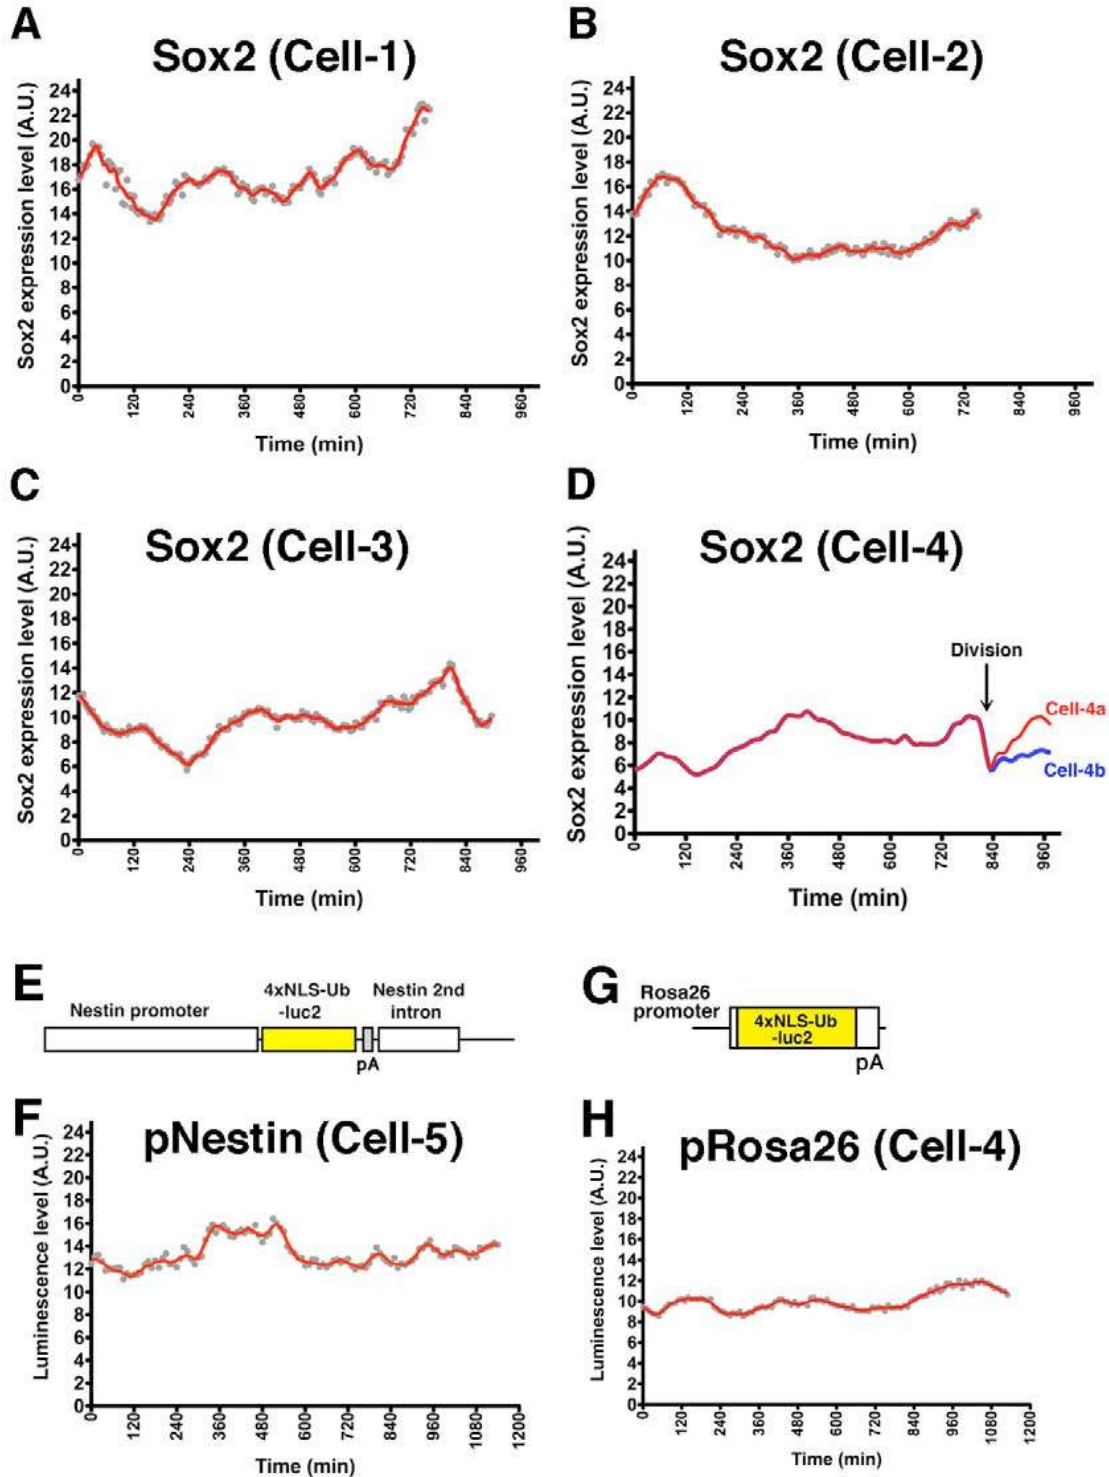 A
Sox2 (Cell-1)
Sox2 expression level (A.U.)
24
22
20
18
16
14
12
10
8
6
4
2
0
0 120 240 360 480 600 720 840 960
Time (min)
B
Sox2 (Cell-2)
Sox2 expression level (A.U.)
24
22
20
18
16
14
12
10
8
6
4
2
0
0 120 240 360 480 600 720 840 960
Time (min)
C
Sox2 (Cell-3)
Sox2 expression level (A.U.)
24
22
20
18
16
14
12
10
8
6
4
2
0
0 120 240 360 480 600 720 840 960
Time (min)
D
Sox2 (Cell-4)
Sox2 expression level (A.U.)
24
22
20
18
16
14
12
10
8
6
4
2
0
Division
Cell-4a
Cell-4b
0 120 240 360 480 600 720 840 960
Time (min)
E
Nestin promoter
4xNLS-Ub
-luc2
Nestin 2nd
intron
pA
G
Rosa26
promoter
4xNLS-Ub
-luc2
pA
F
pNestin (Cell-5)
Luminescence level (A.U.)
24
22
20
18
16
14
12
10
8
6
4
2
0
0 120 240 360 480 600 720 840 960 1080 1200
Time (min)
H
pRosa26 (Cell-4)
Luminescence level (A.U.)
24
22
20
18
16
14
12
10
8
6
4
2
0
0 120 240 360 480 600 720 840 960 1080 1200
Time (min)